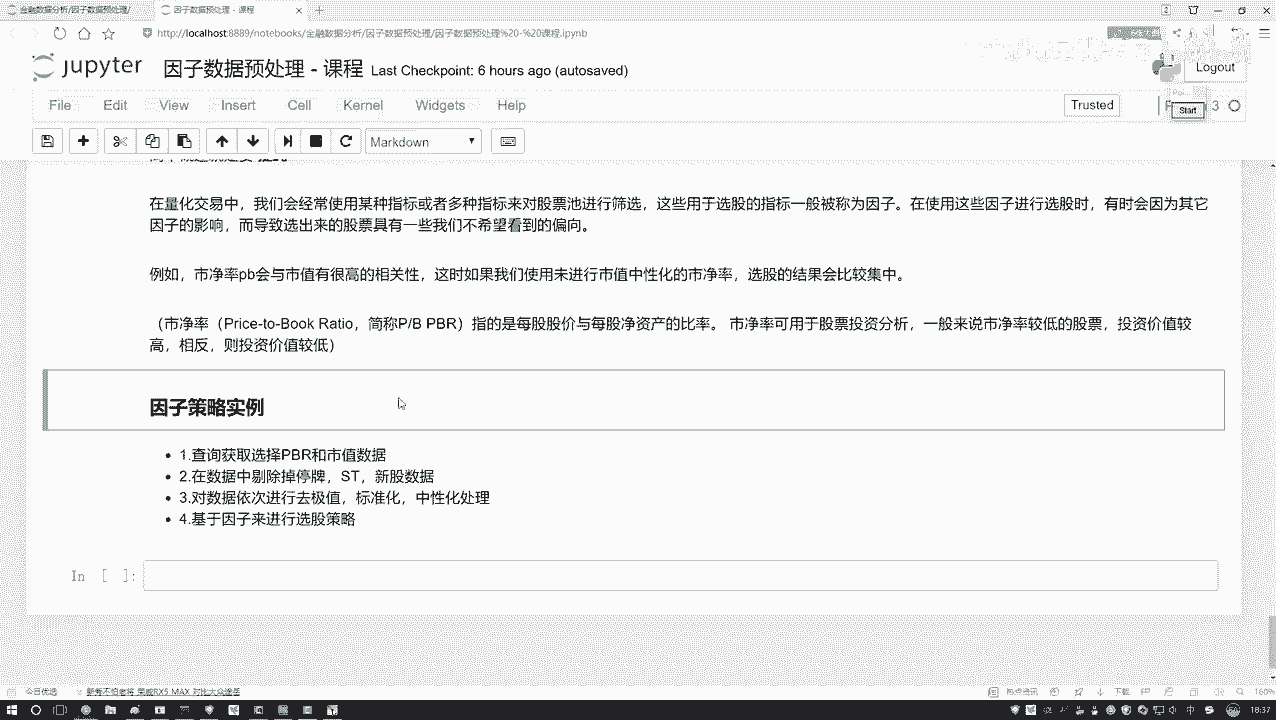 金融数据分析/因子数据预处理/
因子数据预处理 - 课程
http://localhost:8889/notebooks/金融数据分析/因子数据预处理/因子数据预处理%20-%20课程.ipynb
jupyter 因子数据预处理 - 课程 Last Checkpoint: 6 hours ago (autosaved)
Logout
File Edit View Insert Cell Kernel Widgets Help
Trusted
3
Start
Markdown
在量化交易中，我们会经常使用某种指标或者多种指标来对股票池进行筛选，这些用于选股的指标一般被称为因子。在使用这些因子进行选股时，有时会因为其它
因子的影响，而导致选出来的股票具有一些我们不希望看到的偏向。
例如，市净率pb会与市值有很高的相关性，这时如果我们使用未进行市值中性化的市净率，选股的结果会比较集中。
（市净率（Price-to-Book Ratio，简称P/B PBR）指的是每股股价与每股净资产的比率。 市净率可用于股票投资分析，一般来说市净率较低的股票，投资价值较
高，相反，则投资价值较低）
因子策略实例
1.查询获取选择PBR和市值数据
2.在数据中剔除掉停牌，ST，新股数据
3.对数据依次进行去极值，标准化，中性化处理
4.基于因子来进行选股策略
In [ ]:
今日优选
热点资讯
下载
160%
18:37